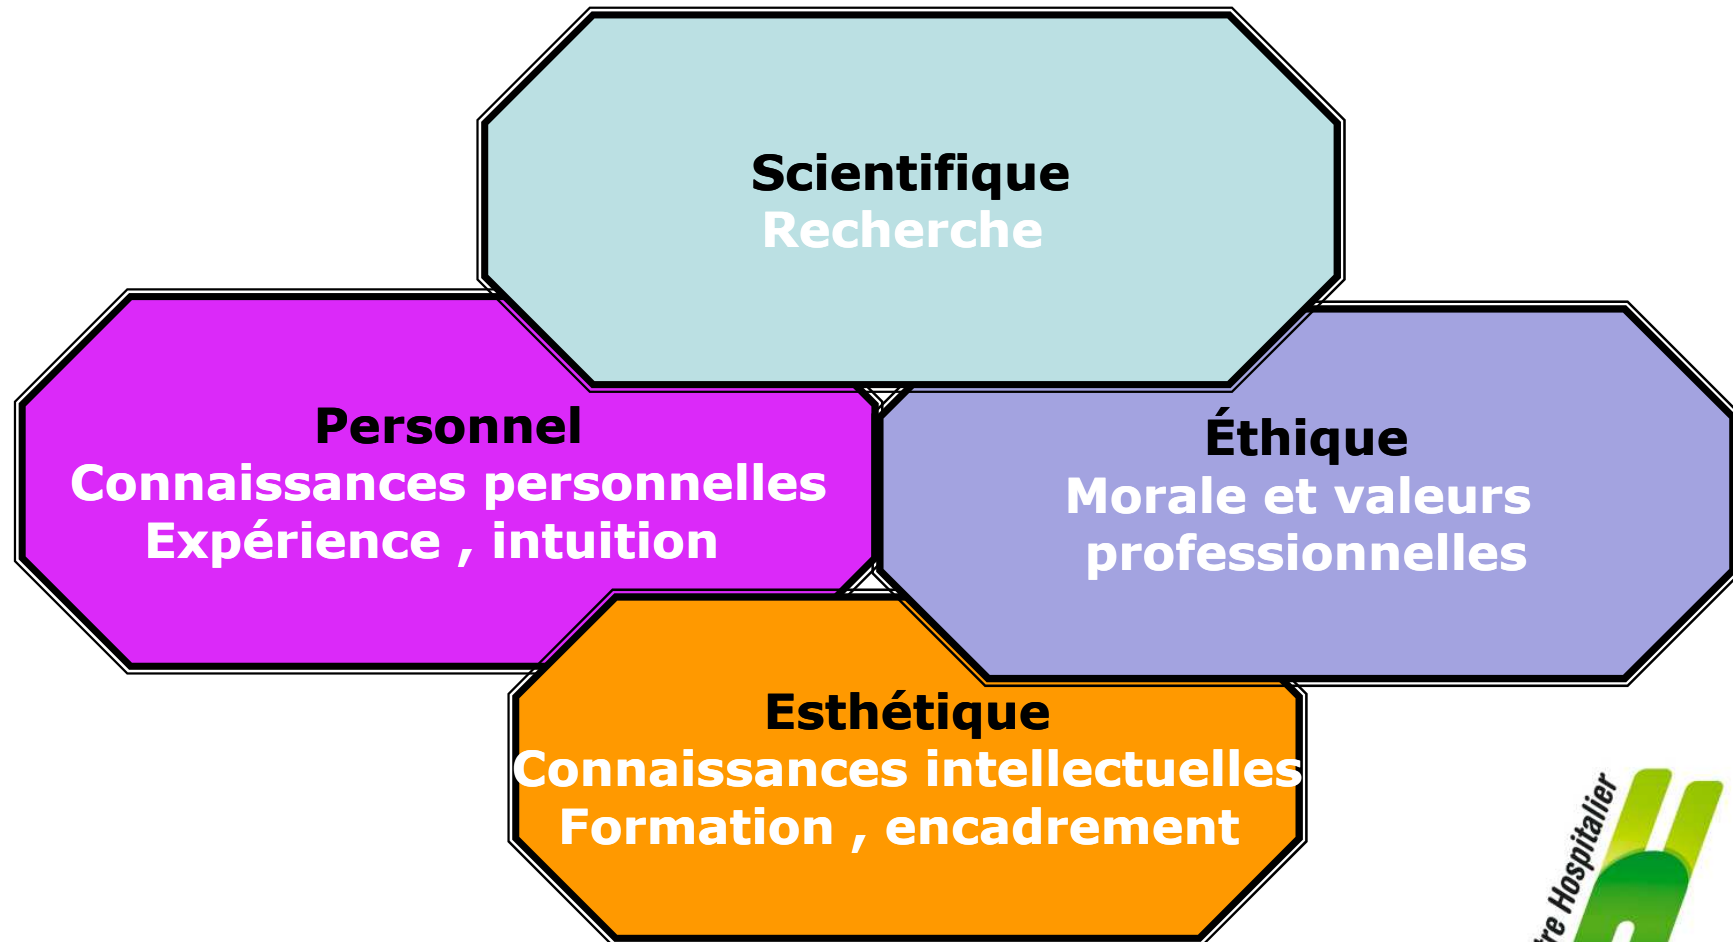 Scientifique
Recherche
Personnel
Connaissances personnelles
Expérience , intuition
Éthique
Morale et valeurs
professionnelles
Esthétique
Connaissances intellectuelles
Formation , encadrement
Hospitalier